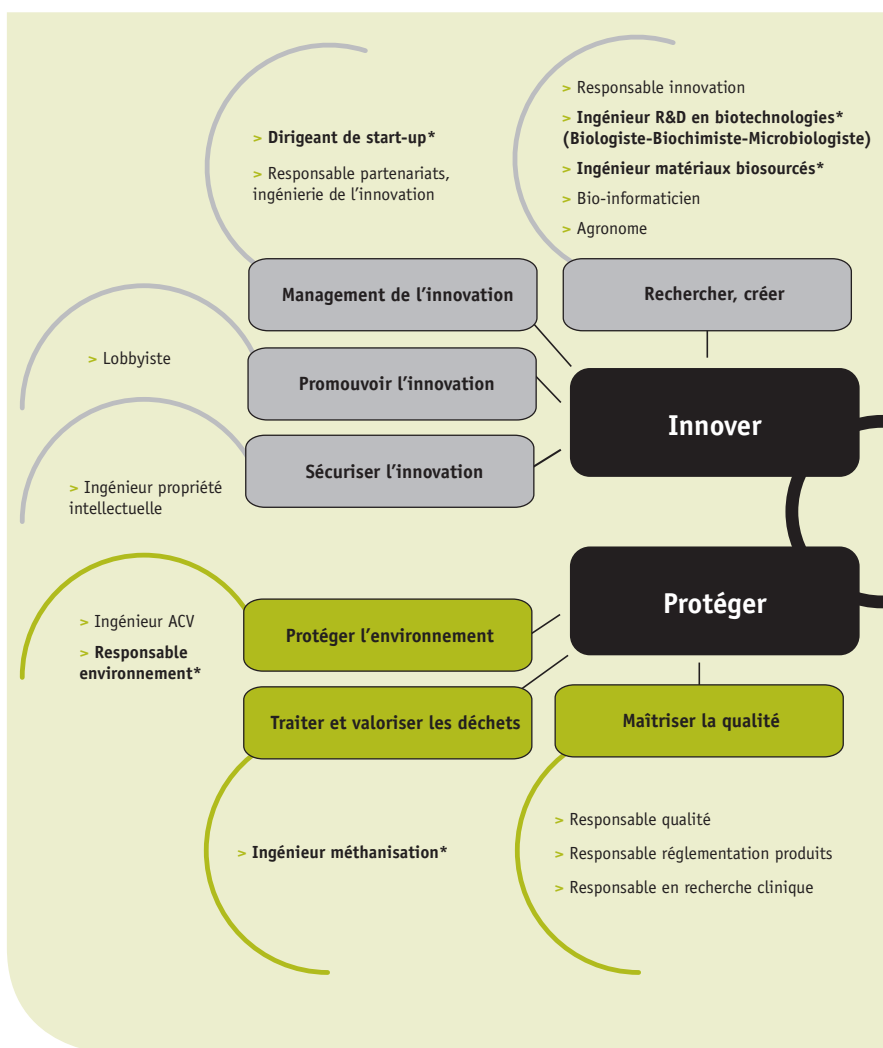 > Dirigeant de start-up*
> Responsable partenariats,
ingénierie de l’innovation
> Responsable innovation
> Ingénieur R&D en biotechnologies*
(Biologiste-Biochimiste-Microbiologiste)
> Ingénieur matériaux biosourcés*
> Bio-informaticien
> Agronome
Management de l’innovation
Rechercher, créer
> Lobbyiste
Promouvoir l’innovation
Innover
Sécuriser l’innovation
> Ingénieur propriété
intellectuelle
Protéger
> Ingénieur ACV
> Responsable
environnement*
Protéger l’environnement
Traiter et valoriser les déchets
Maîtriser la qualité
> Ingénieur méthanisation*
> Responsable qualité
> Responsable réglementation produits
> Responsable en recherche clinique